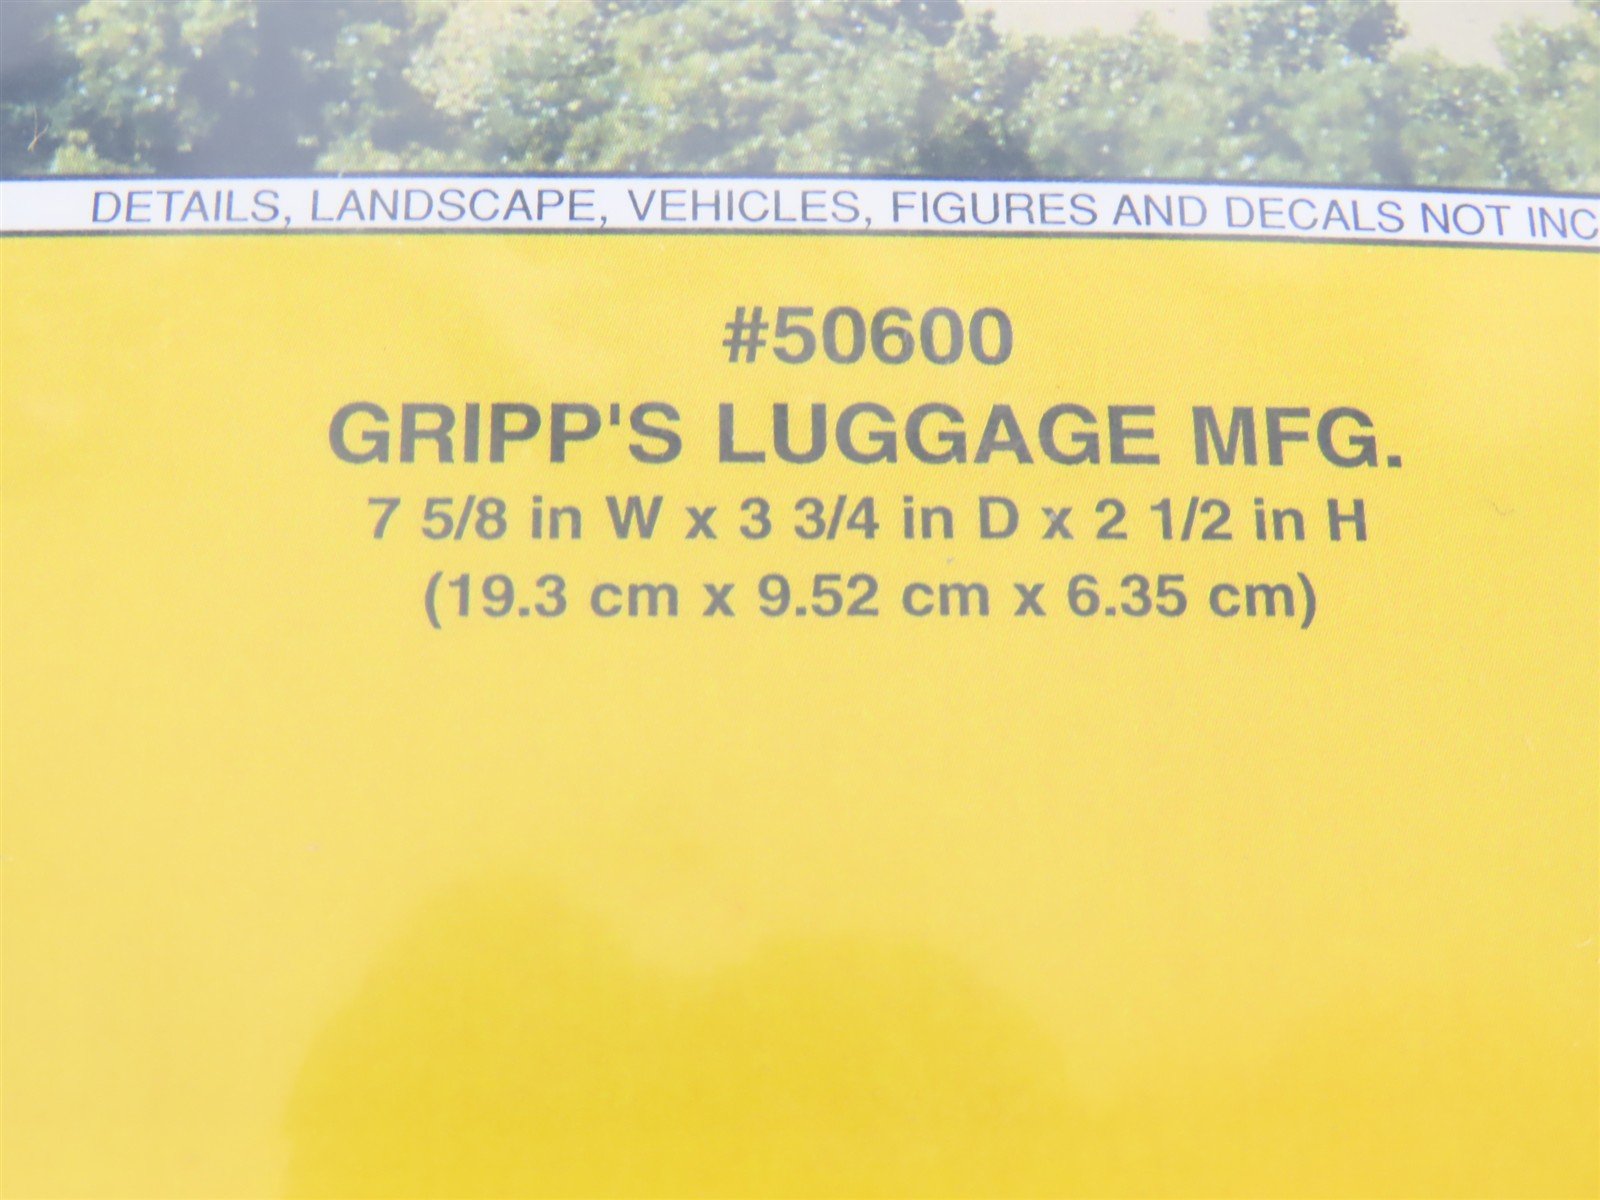 DETAILS, LANDSCAPE, VEHICLES, FIGURES AND DECALS NOT INC
#50600
GRIPP'S LUGGAGE MFG.
7 5/8 in W x 3 3/4 in D x 2 1/2 in H
(19.3 cm x 9.52 cm x 6.35 cm)